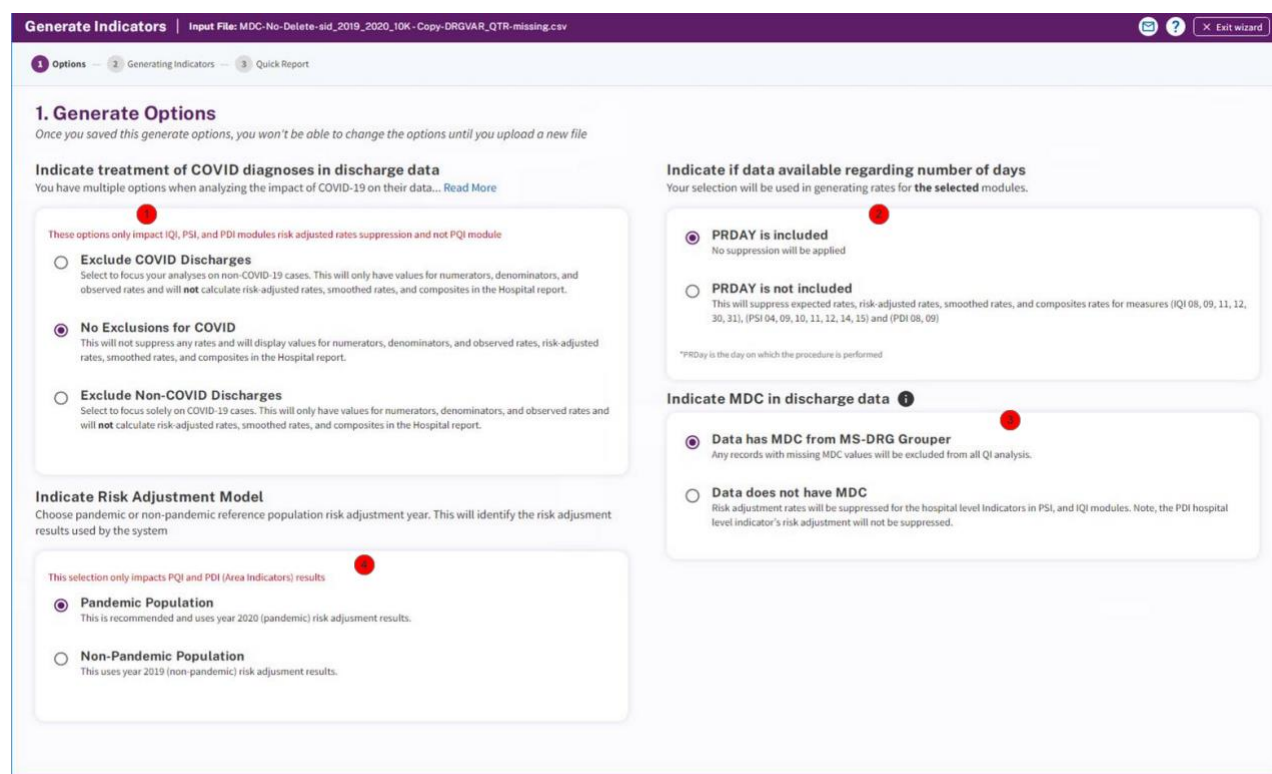 Generate Indicators | Input File: MDC-No-Delete-sid_2019_2020_10K-Copy-DRGVAR_QTR-missing.csv
? × Exit wizard
1 Options — 2 Generating Indicators — 3 Quick Report
1. Generate Options
Once you saved this generate options, you won't be able to change the options until you upload a new file
Indicate treatment of COVID diagnoses in discharge data
You have multiple options when analyzing the impact of COVID-19 on their data... Read More
1
These options only impact IQI, PSI, and PDI modules risk adjusted rates suppression and not PQI module
Exclude COVID Discharges
Select to focus your analyses on non-COVID-19 cases. This will only have values for numerators, denominators, and
observed rates and will not calculate risk-adjusted rates, smoothed rates, and composites in the Hospital report.
No Exclusions for COVID
This will not suppress any rates and will display values for numerators, denominators, and observed rates, risk-adjusted
rates, smoothed rates, and composites in the Hospital report.
Exclude Non-COVID Discharges
Select to focus solely on COVID-19 cases. This will only have values for numerators, denominators, and observed rates and
will not calculate risk-adjusted rates, smoothed rates, and composites in the Hospital report.
Indicate Risk Adjustment Model
Choose pandemic or non-pandemic reference population risk adjustment year. This will identify the risk adjusment
results used by the system
4
This selection only impacts PQI and PDI (Area Indicators) results
Pandemic Population
This is recommended and uses year 2020 (pandemic) risk adjusment results.
Non-Pandemic Population
This uses year 2019 (non-pandemic) risk adjusment results.
Indicate if data available regarding number of days
Your selection will be used in generating rates for the selected modules.
2
PRDAY is included
No suppression will be applied
PRDAY is not included
This will suppress expected rates, risk-adjusted rates, smoothed rates, and composites rates for measures (IQI 08, 09, 11, 12,
30, 31), (PSI 04, 09, 10, 11, 12, 14, 15) and (PDI 08, 09)
*PRDay is the day on which the procedure is performed
Indicate MDC in discharge data i
3
Data has MDC from MS-DRG Grouper
Any records with missing MDC values will be excluded from all QI analysis.
Data does not have MDC
Risk adjustment rates will be suppressed for the hospital level Indicators in PSI, and IQI modules. Note, the PDI hospital
level indicator's risk adjustment will not be suppressed.